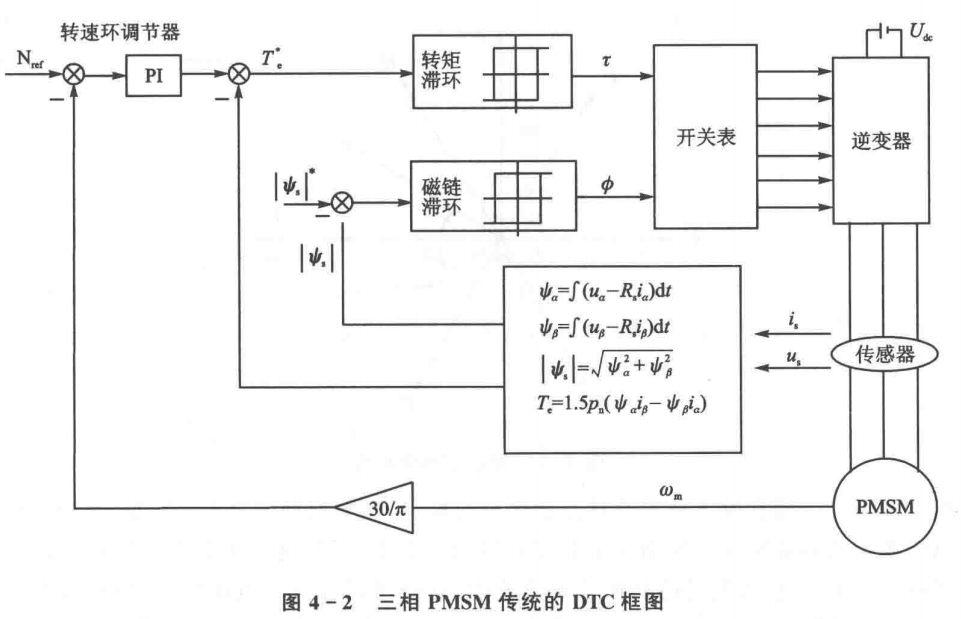 转速环调节器
N_ref
PI
T_e^*
转矩
滞环
τ
开关表
U_dc
逆变器
|ψ_s|^*
磁链
滞环
ϕ
|ψ_s|
ψ_α=∫(u_α−R_s i_α)dt
ψ_β=∫(u_β−R_s i_β)dt
|ψ_s|=√(ψ_α^2+ψ_β^2)
T_e=1.5p_n(ψ_α i_β−ψ_β i_α)
i_s
u_s
传感器
30/π
ω_m
PMSM
图 4-2 三相 PMSM 传统的 DTC 框图